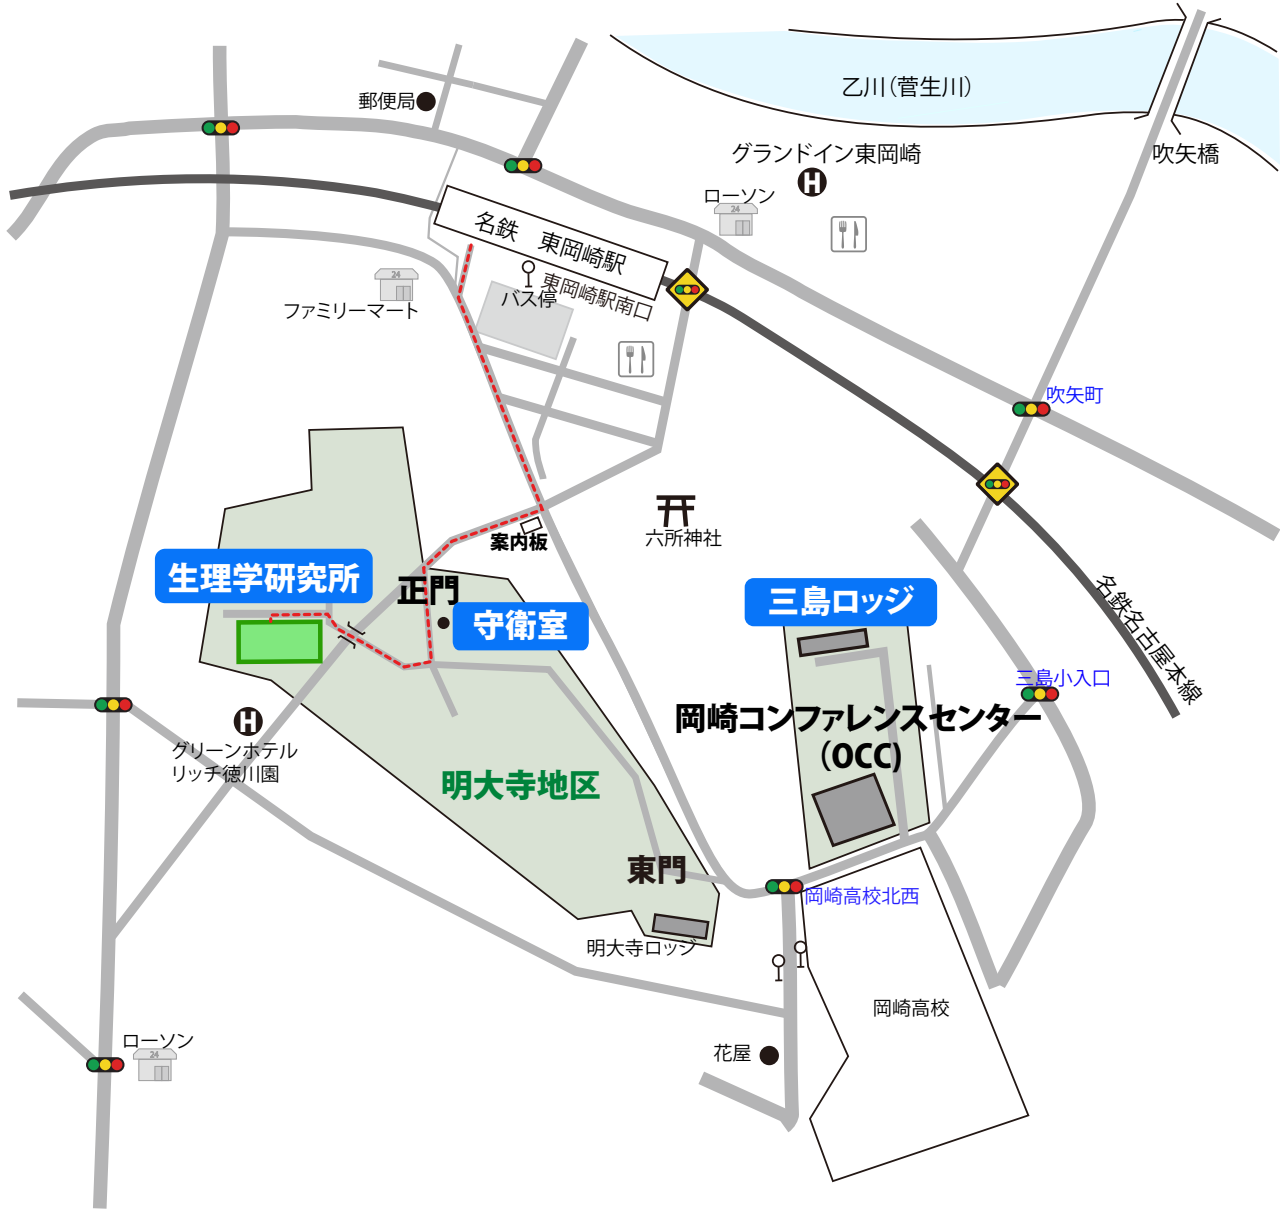 乙川（菅生川）
郵便局
グランドイン東岡崎
吹矢橋
ローソン
24
名鉄　東岡崎駅
東岡崎駅南口
バス停
24
ファミリーマート
吹矢町
六所神社
案内板
生理学研究所
正門
守衛室
三島ロッジ
名鉄名古屋本線
三島小入口
岡崎コンファレンスセンター
（OCC)
H
グリーンホテル
リッチ徳川園
明大寺地区
東門
岡崎高校北西
明大寺ロッジ
岡崎高校
ローソン
24
花屋
H